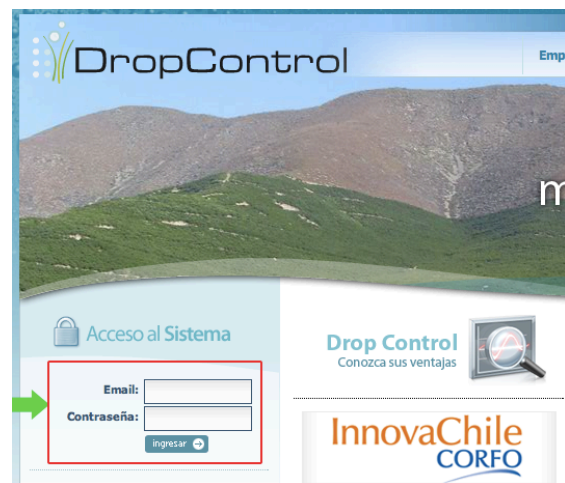 DropControl
Emp
m
Acceso al Sistema
Drop Control
Conozca sus ventajas
Email:
Contraseña:
ingresar
InnovaChile
CORFO